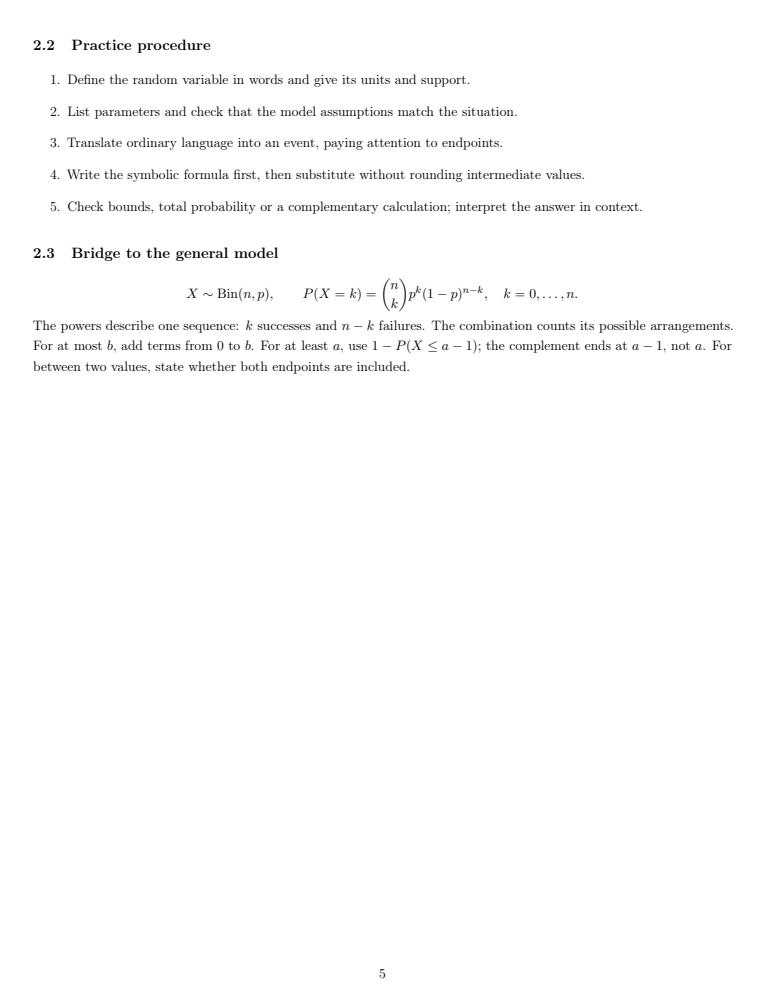 2.2 Practice procedure
1. Define the random variable in words and give its units and support.
2. List parameters and check that the model assumptions match the situation.
3. Translate ordinary language into an event, paying attention to endpoints.
4. Write the symbolic formula first, then substitute without rounding intermediate values.
5. Check bounds, total probability or a complementary calculation; interpret the answer in context.
2.3 Bridge to the general model
X ∼ Bin(n, p), P(X = k) = \binom{n}{k} p^k (1 − p)^{n−k}, k = 0, . . . , n.
The powers describe one sequence: k successes and n − k failures. The combination counts its possible arrangements.
For at most b, add terms from 0 to b. For at least a, use 1 − P(X ≤ a − 1); the complement ends at a − 1, not a. For
between two values, state whether both endpoints are included.
5